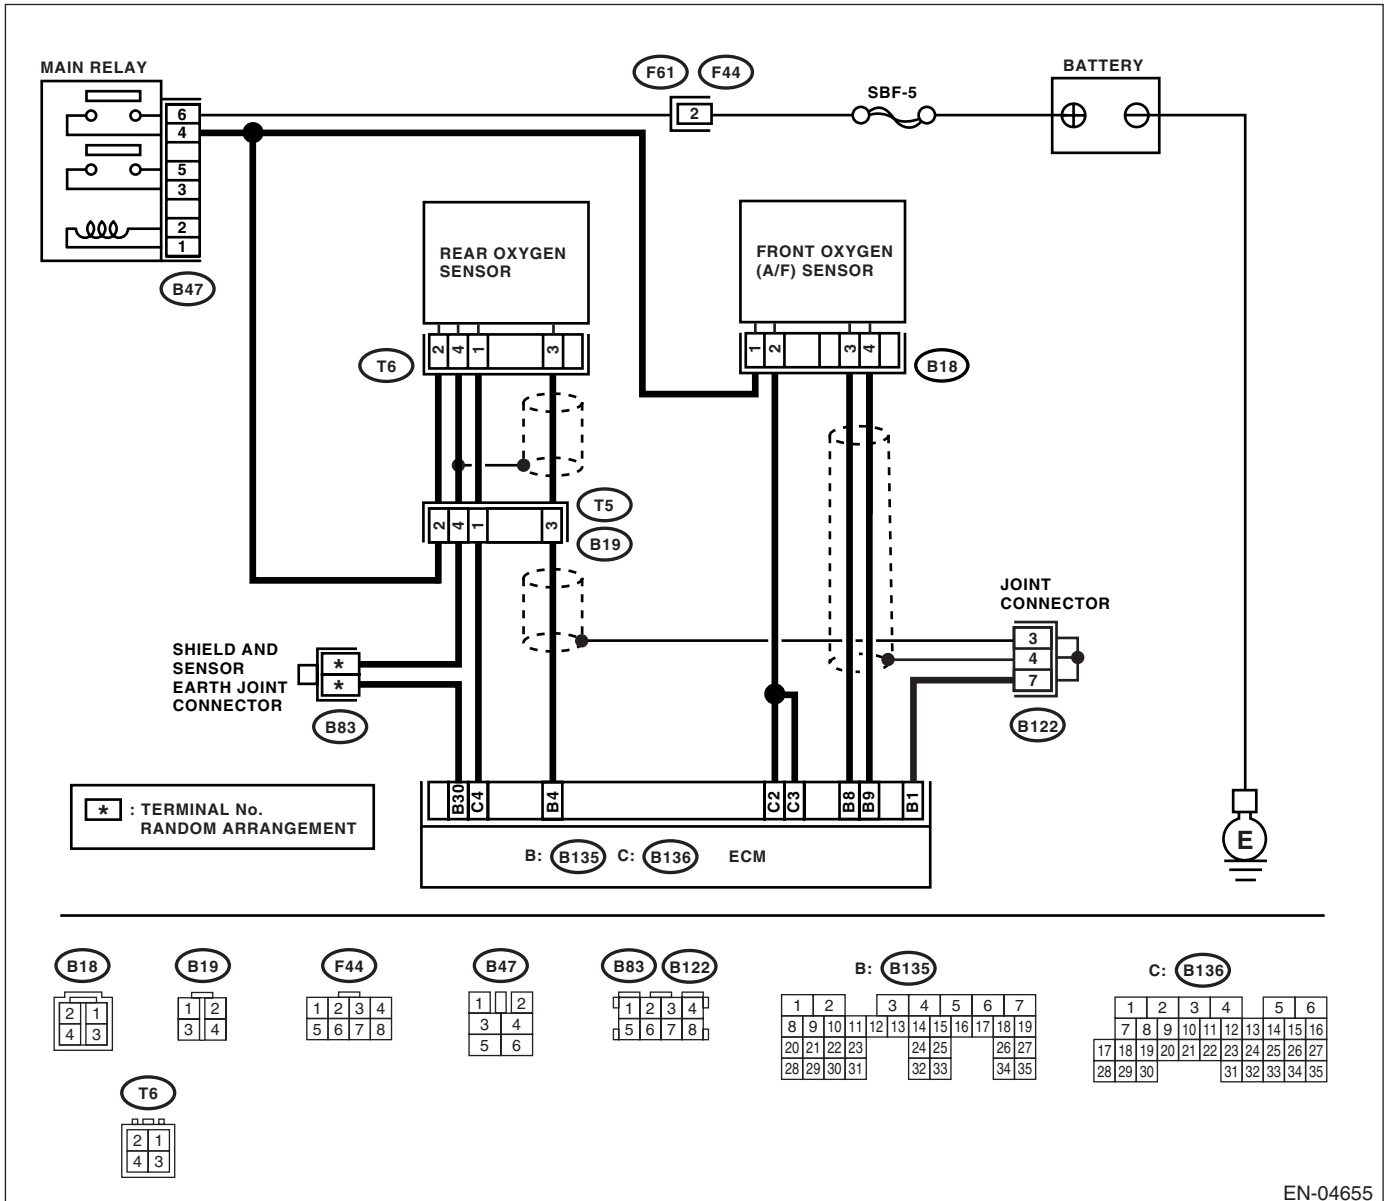 MAIN RELAY
F61 F44
BATTERY
SBF-5
6
4
5
3
2
1
2
B47
REAR OXYGEN
SENSOR
FRONT OXYGEN
(A/F) SENSOR
2 4 1 3
T6
1 2 3 4
B18
2 4 1 3
T5
B19
JOINT
CONNECTOR
3
4
7
B122
SHIELD AND
SENSOR
EARTH JOINT
CONNECTOR
*
*
B83
* : TERMINAL No.
RANDOM ARRANGEMENT
B30 C4 B4 C2 C3 B8 B9 B1
B: B135 C: B136 ECM
E
B18
2 1
4 3
B19
1 2
3 4
F44
1 2 3 4
5 6 7 8
B47
1 2
3 4
5 6
B83 B122
1 2 3 4
5 6 7 8
B: B135
1 2 3 4 5 6 7
8 9 10 11 12 13 14 15 16 17 18 19
20 21 22 23 24 25 26 27
28 29 30 31 32 33 34 35
C: B136
1 2 3 4 5 6
7 8 9 10 11 12 13 14 15 16
17 18 19 20 21 22 23 24 25 26 27
28 29 30 31 32 33 34 35
T6
2 1
4 3
EN-04655